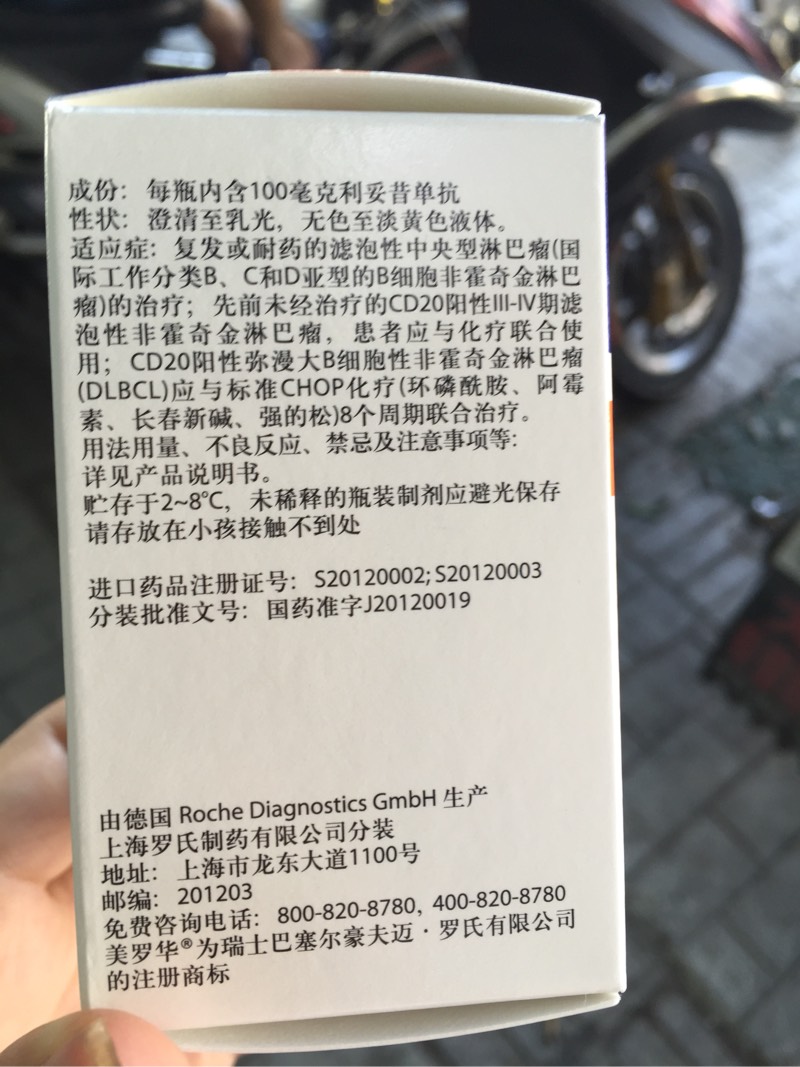 成份：每瓶内含100毫克利妥昔单抗
性状：澄清至乳光，无色至淡黄色液体。
适应症：复发或耐药的滤泡性中央型淋巴瘤(国
际工作分类B、C和D亚型的B细胞非霍奇金淋巴
瘤)的治疗；先前未经治疗的CD20阳性III-IV期滤
泡性非霍奇金淋巴瘤，患者应与化疗联合使
用；CD20阳性弥漫大B细胞性非霍奇金淋巴瘤
(DLBCL)应与标准CHOP化疗(环磷酰胺、阿霉
素、长春新碱、强的松)8个周期联合治疗。
用法用量、不良反应、禁忌及注意事项等:
详见产品说明书。
贮存于2~8℃，未稀释的瓶装制剂应避光保存
请存放在小孩接触不到处
进口药品注册证号：S20120002; S20120003
分装批准文号：国药准字J20120019
由德国 Roche Diagnostics GmbH 生产
上海罗氏制药有限公司分装
地址：上海市龙东大道1100号
邮编：201203
免费咨询电话：800-820-8780, 400-820-8780
美罗华®为瑞士巴塞尔豪夫迈·罗氏有限公司
的注册商标